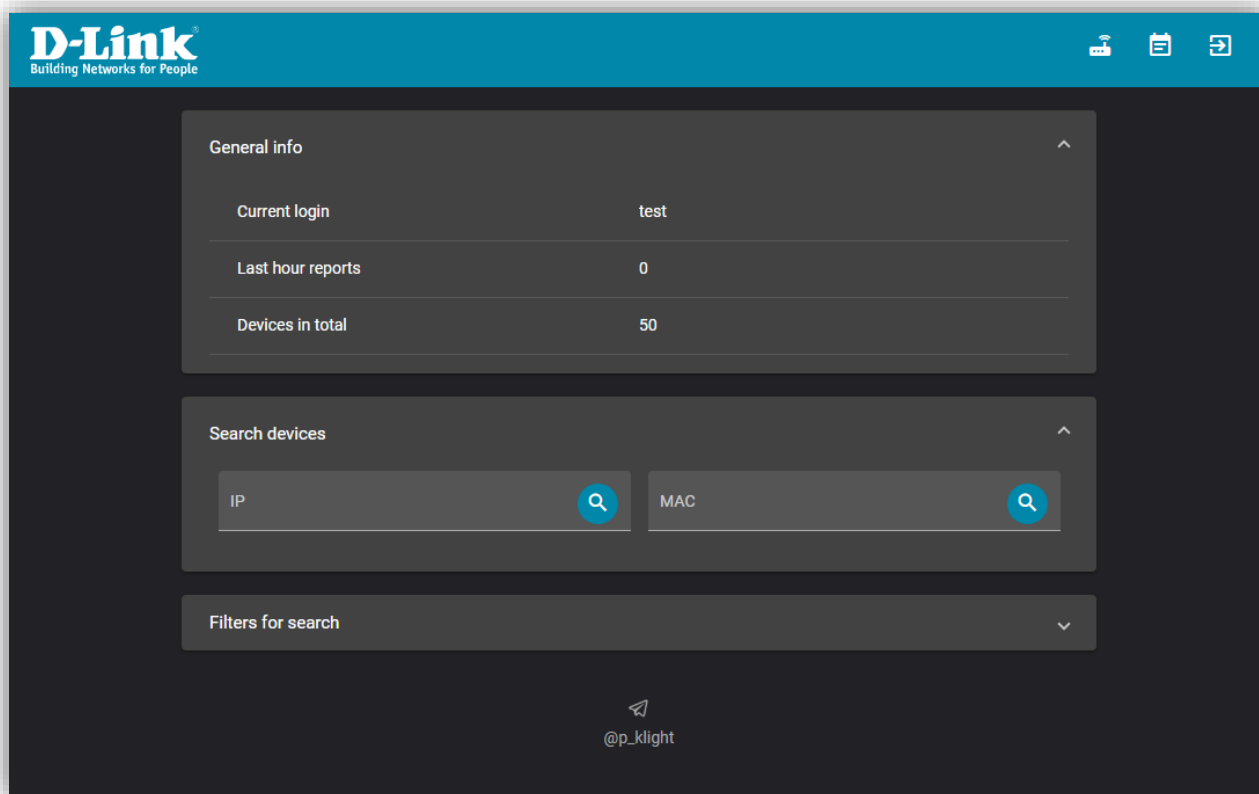 D-Link®
Building Networks for People
General info
Current login test
Last hour reports 0
Devices in total 50
Search devices
IP MAC
Filters for search
@p_klight